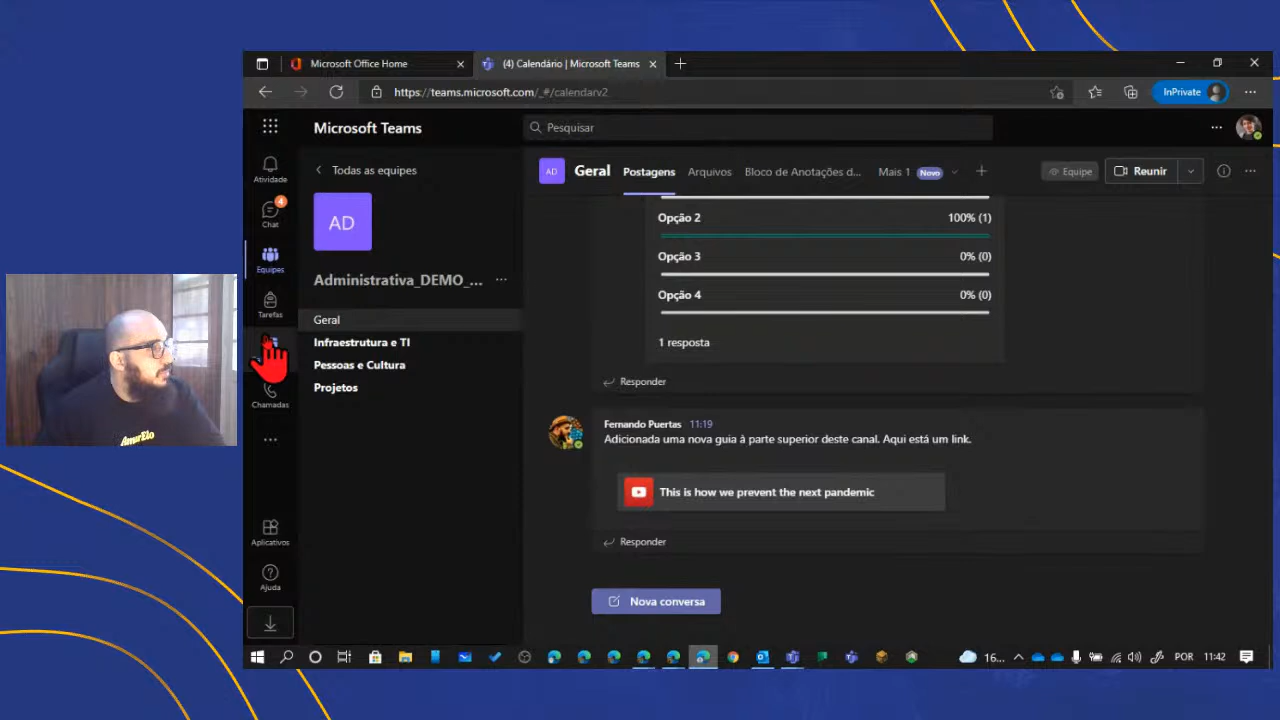 Microsoft Office Home
(4) Calendário | Microsoft Teams
https://teams.microsoft.com/_#/calendarv2
InPrivate
Microsoft Teams
Pesquisar
Atividade
4
Chat
Equipes
Tarefas
Chamadas
Aplicativos
Ajuda
Todas as equipes
AD
Administrativa_DEMO_...
Geral
Infraestrutura e TI
Pessoas e Cultura
Projetos
AD
Geral
Postagens
Arquivos
Bloco de Anotações d...
Mais 1
Novo
Equipe
Reunir
Opção 2 100% (1)
Opção 3 0% (0)
Opção 4 0% (0)
1 resposta
Responder
Fernando Puertas 11:19
Adicionada uma nova guia à parte superior deste canal. Aqui está um link.
This is how we prevent the next pandemic
Responder
Nova conversa
16...
POR
11:42